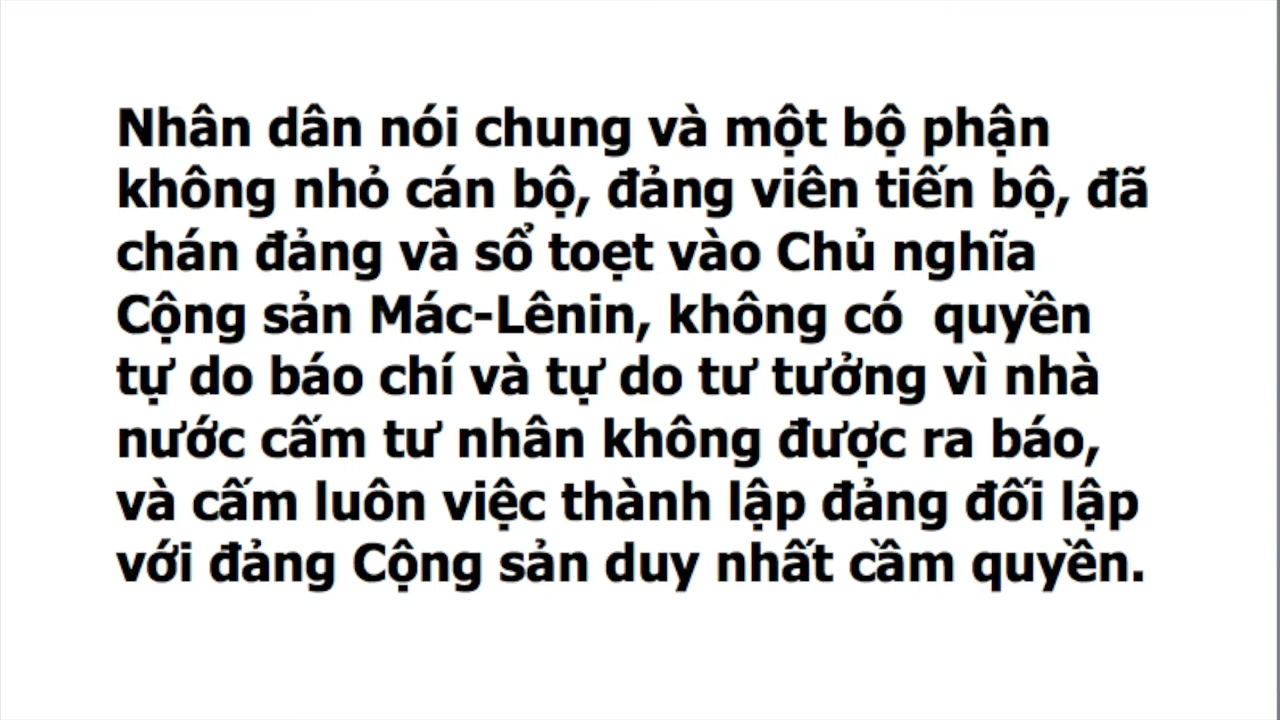 Nhân dân nói chung và một bộ phận
không nhỏ cán bộ, đảng viên tiến bộ, đã
chán đảng và sổ toẹt vào Chủ nghĩa
Cộng sản Mác-Lênin, không có  quyền
tự do báo chí và tự do tư tưởng vì nhà
nước cấm tư nhân không được ra báo,
và cấm luôn việc thành lập đảng đối lập
với đảng Cộng sản duy nhất cầm quyền.